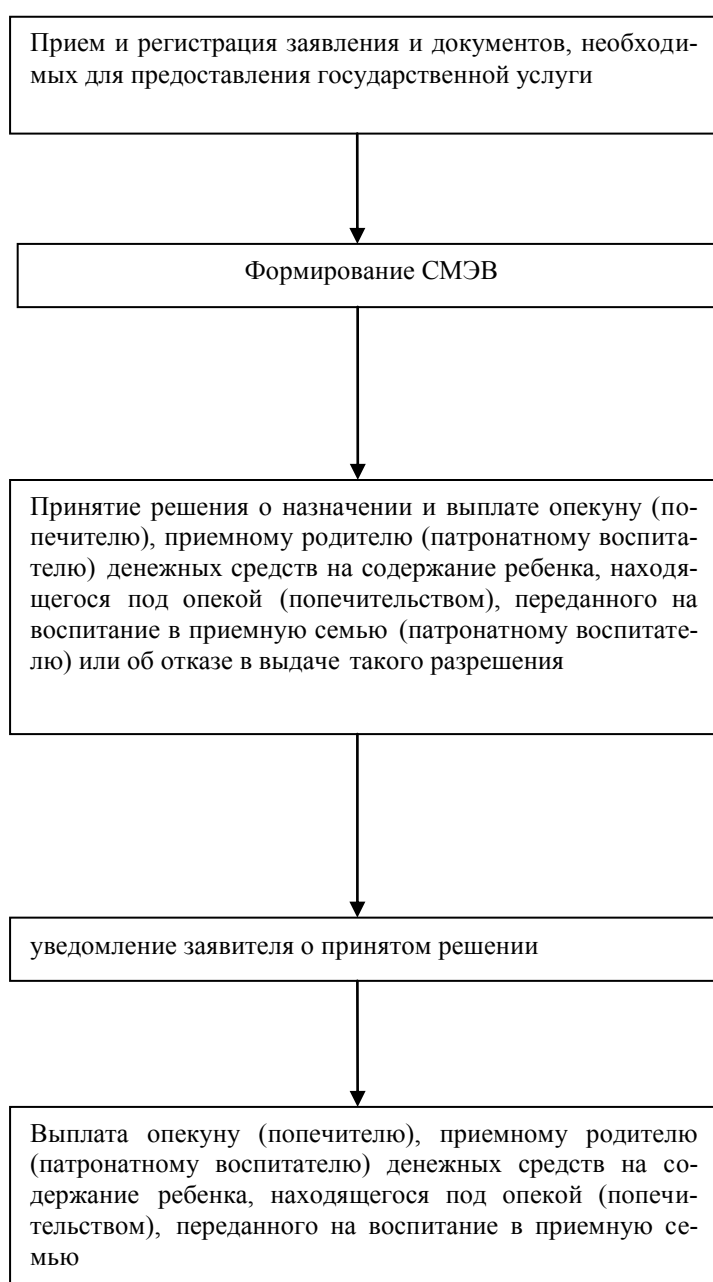 Прием и регистрация заявления и документов, необходи-
мых для предоставления государственной услуги
Формирование СМЭВ
Принятие решения о назначении и выплате опекуну (по-
печителю), приемному родителю (патронатному воспита-
телю) денежных средств на содержание ребенка, находя-
щегося под опекой (попечительством), переданного на
воспитание в приемную семью (патронатному воспитате-
лю) или об отказе в выдаче такого разрешения
уведомление заявителя о принятом решении
Выплата опекуну (попечителю), приемному родителю
(патронатному воспитателю) денежных средств на со-
держание ребенка, находящегося под опекой (попечи-
тельством), переданного на воспитание в приемную се-
мью